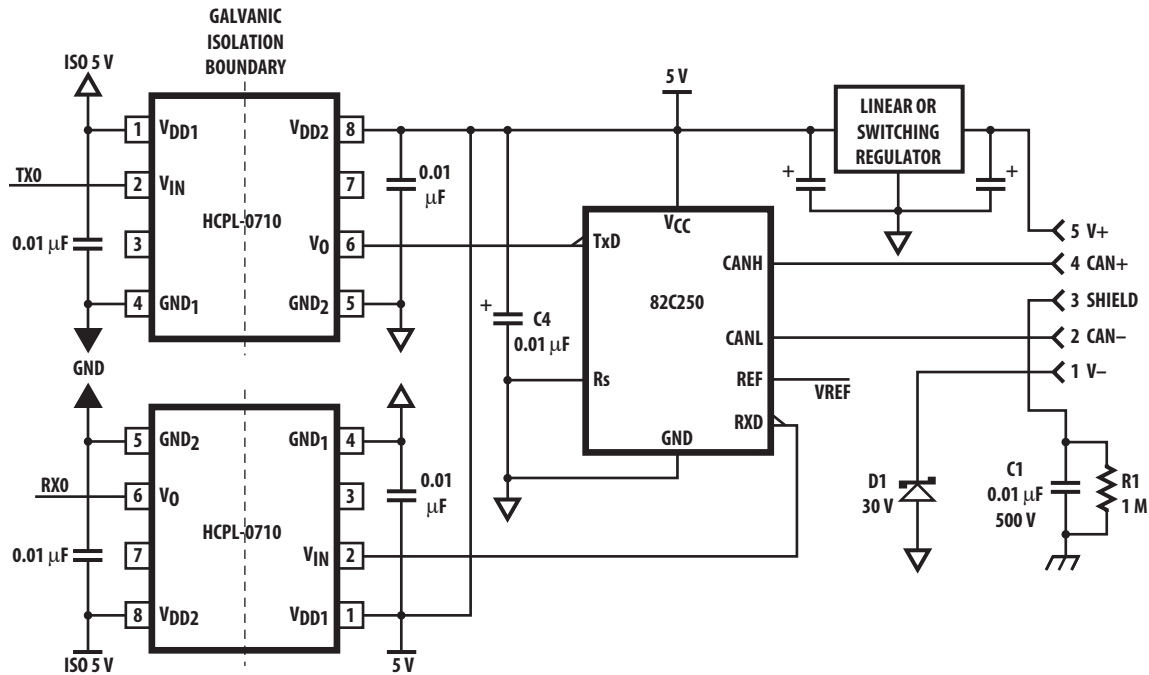 GALVANIC
ISOLATION
BOUNDARY
ISO 5 V
5 V
LINEAR OR
SWITCHING
REGULATOR
1 VDD1
VDD2 8
TX0
2 VIN
7
0.01 μF
HCPL-0710
3
VO 6
4 GND1
GND2 5
0.01
μF
GND
+
C4
0.01 μF
VCC
TxD
CANH
82C250
CANL
Rs
REF
VREF
RXD
GND
+
+
5 V+
4 CAN+
3 SHIELD
2 CAN–
1 V–
5 GND2
GND1 4
RX0
6 VO
3
HCPL-0710
0.01 μF
7
VIN 2
8 VDD2
VDD1 1
0.01
μF
ISO 5 V
5 V
D1
30 V
C1
0.01 μF
500 V
R1
1 M